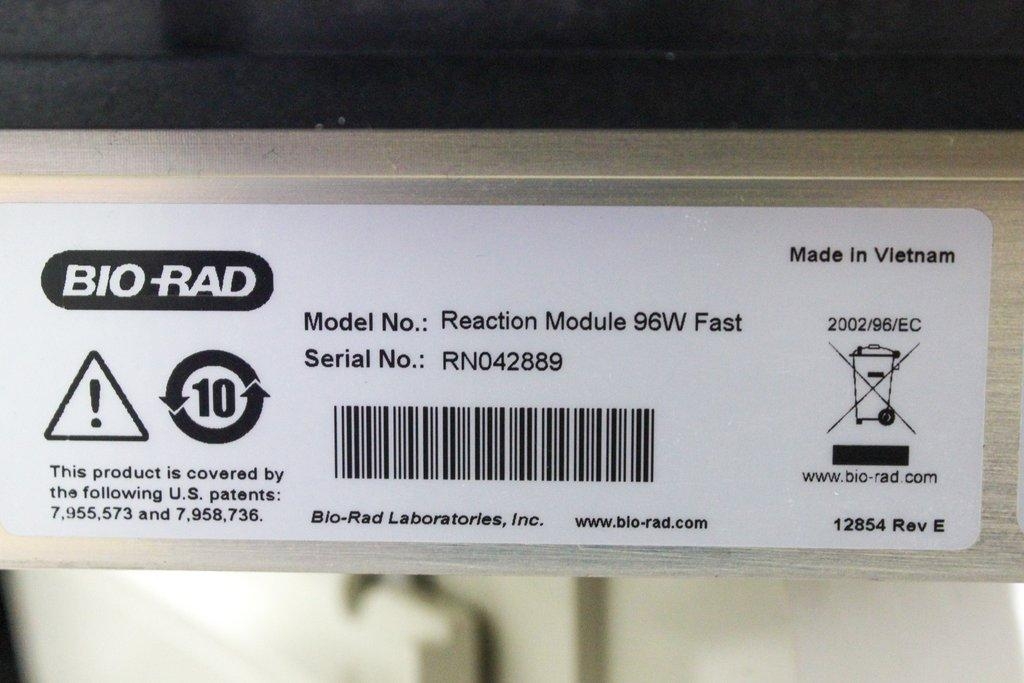 BIO-RAD
Made in Vietnam
Model No.: Reaction Module 96W Fast
Serial No.: RN042889
2002/96/EC
10
This product is covered by
the following U.S. patents:
7,955,573 and 7,958,736.
Bio-Rad Laboratories, Inc. www.bio-rad.com
www.bio-rad.com
12854 Rev E